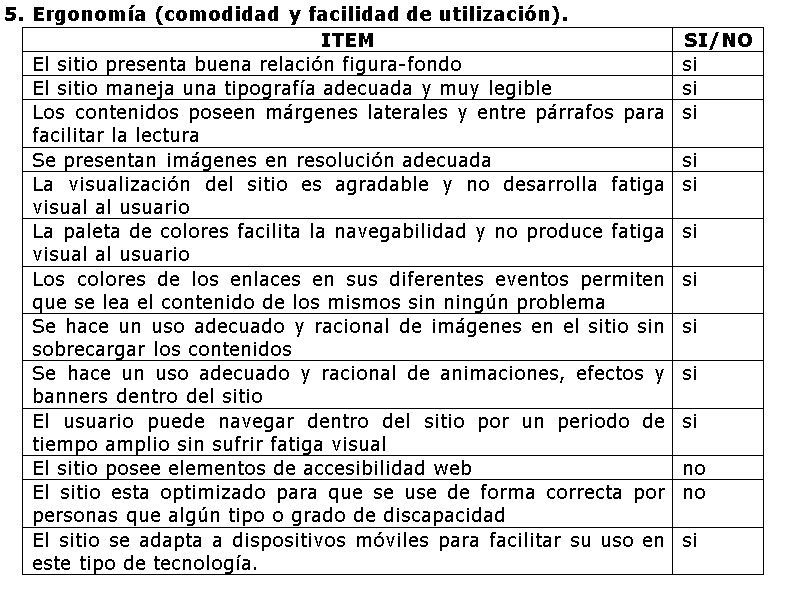 5. Ergonomía (comodidad y facilidad de utilización).
ITEM SI/NO
El sitio presenta buena relación figura-fondo si
El sitio maneja una tipografía adecuada y muy legible si
Los contenidos poseen márgenes laterales y entre párrafos para si
facilitar la lectura
Se presentan imágenes en resolución adecuada si
La visualización del sitio es agradable y no desarrolla fatiga si
visual al usuario
La paleta de colores facilita la navegabilidad y no produce fatiga si
visual al usuario
Los colores de los enlaces en sus diferentes eventos permiten si
que se lea el contenido de los mismos sin ningún problema
Se hace un uso adecuado y racional de imágenes en el sitio sin si
sobrecargar los contenidos
Se hace un uso adecuado y racional de animaciones, efectos y si
banners dentro del sitio
El usuario puede navegar dentro del sitio por un periodo de si
tiempo amplio sin sufrir fatiga visual
El sitio posee elementos de accesibilidad web no
El sitio esta optimizado para que se use de forma correcta por no
personas que algún tipo o grado de discapacidad
El sitio se adapta a dispositivos móviles para facilitar su uso en si
este tipo de tecnología.